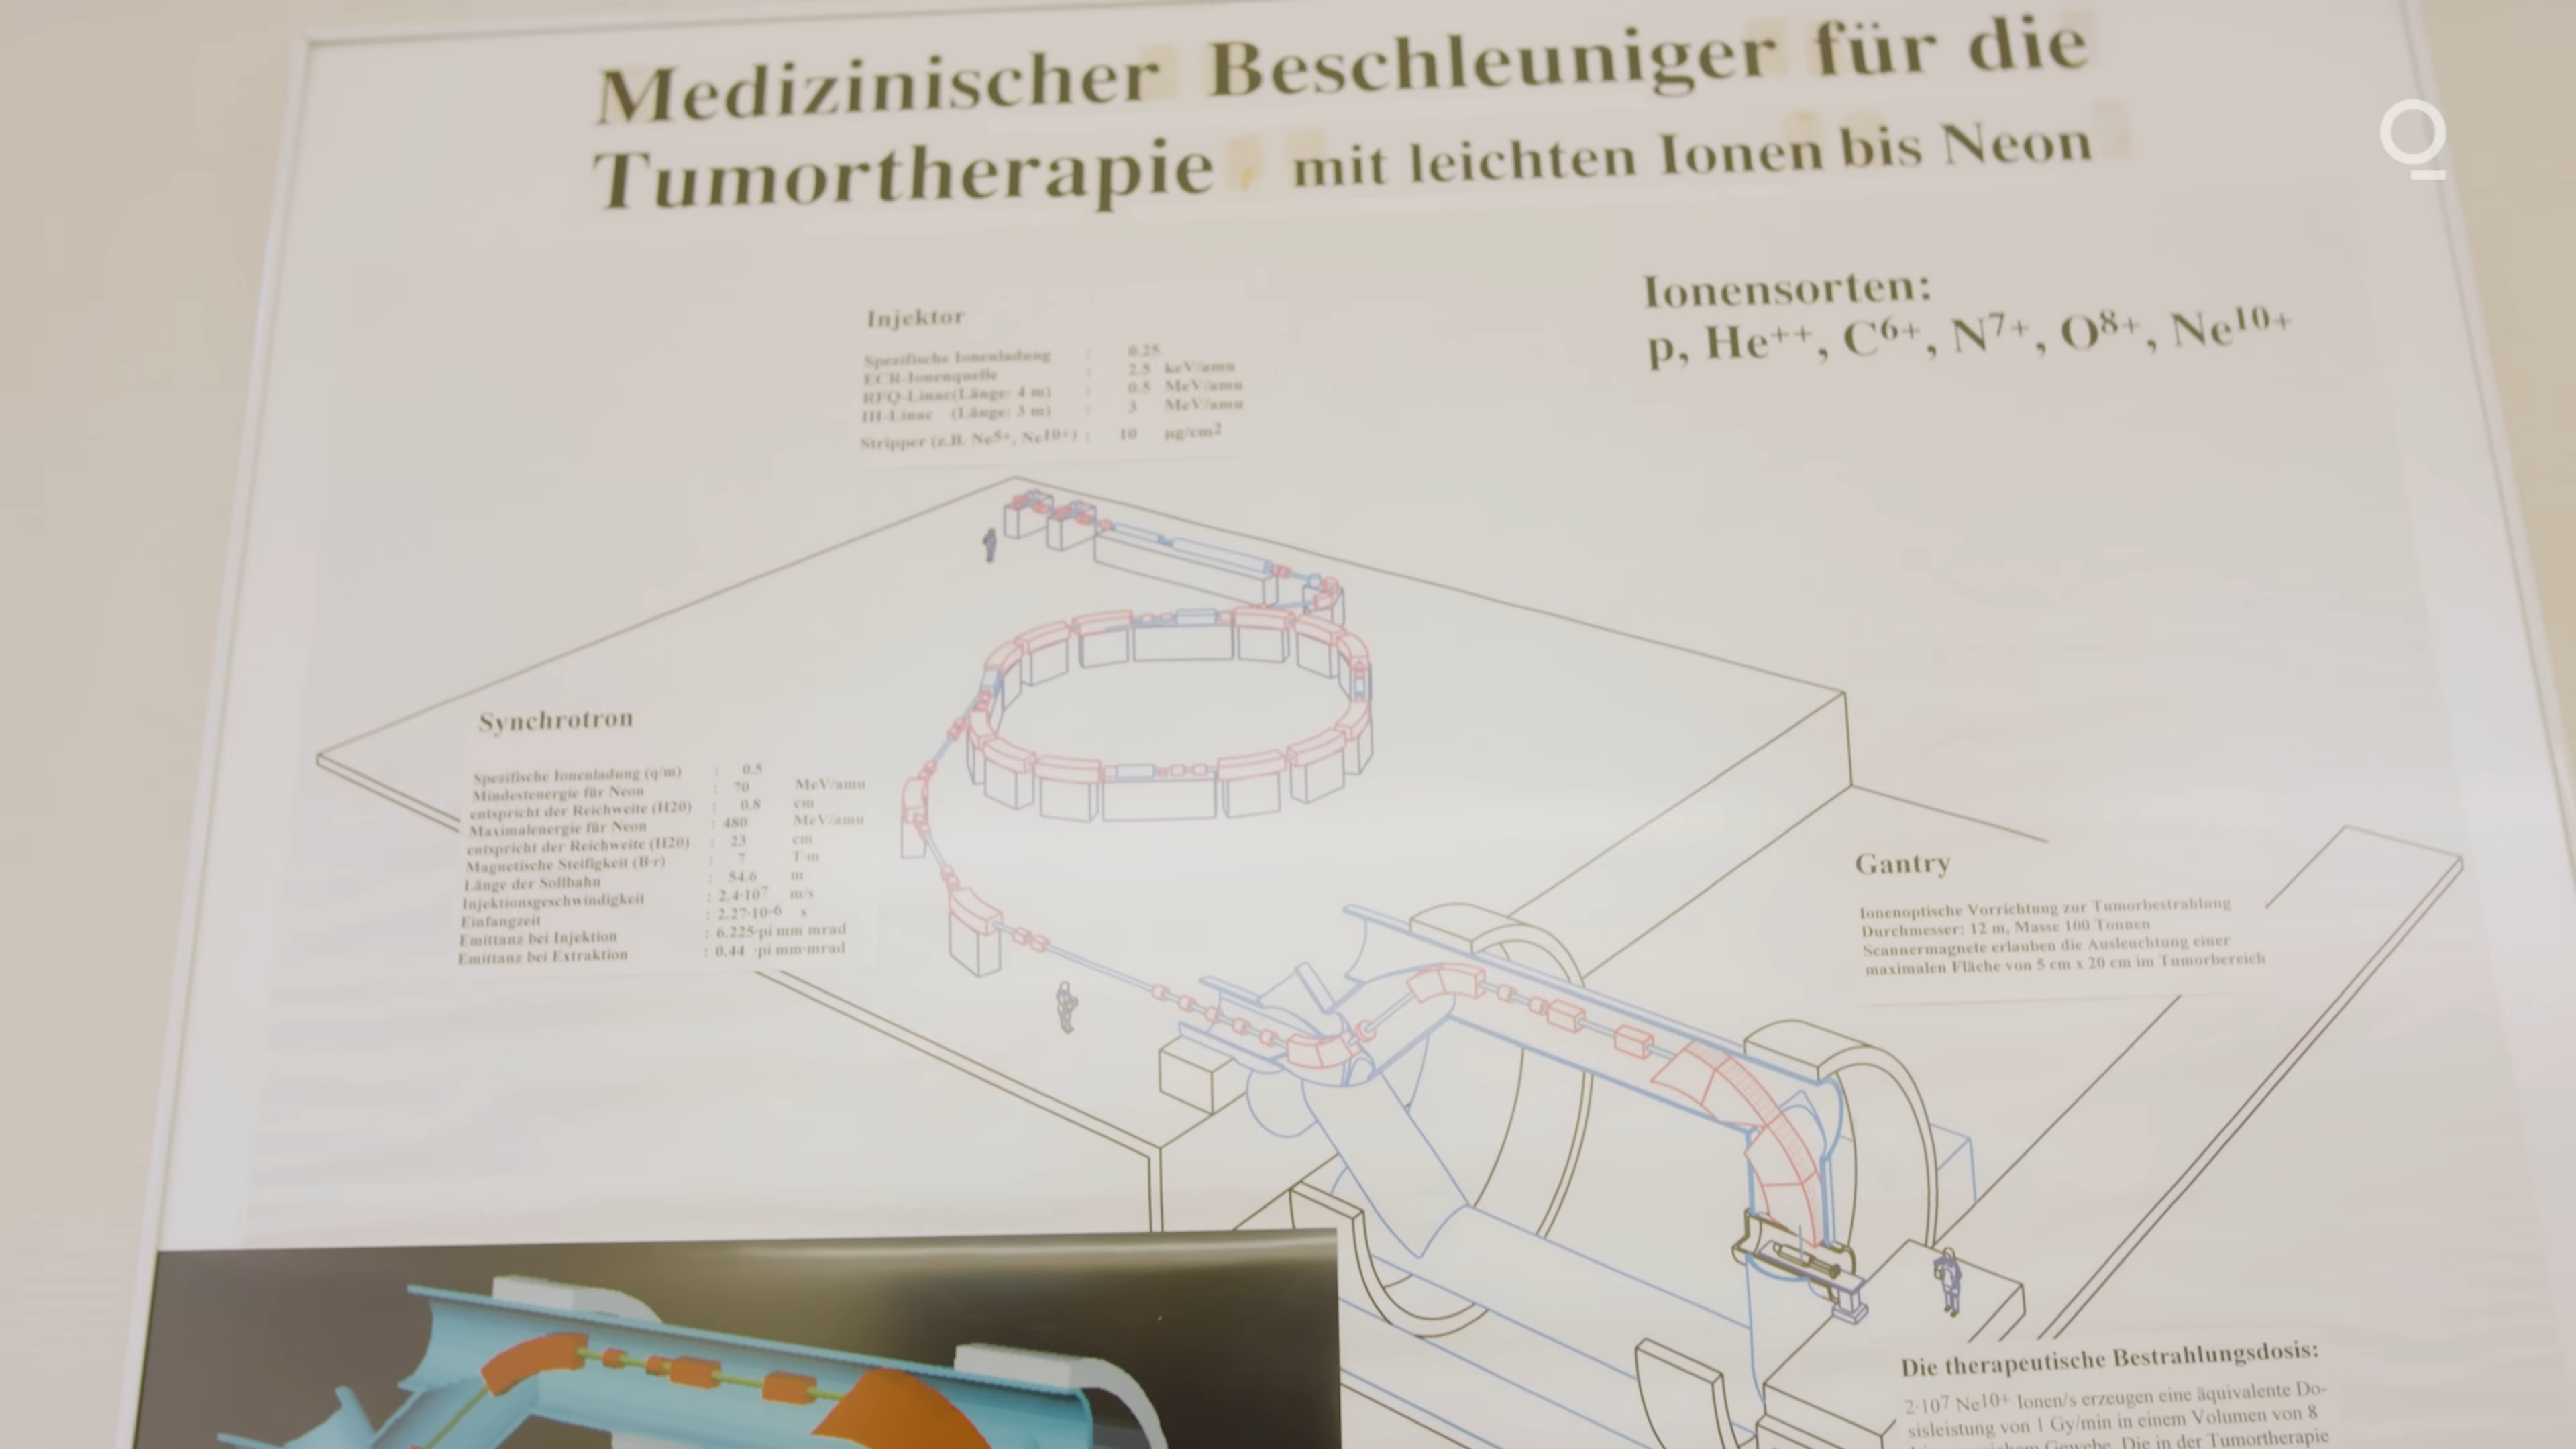 Medizinischer Beschleuniger für die
Tumortherapie, mit leichten Ionen bis Neon
Ionensorten:
p, He⁺⁺, C⁶⁺, N⁷⁺, O⁸⁺, Ne¹⁰⁺
Injektor
Spezifische Ionenladung : 0.25
ECR-Ionenquelle : 2.5 keV/amu
RFQ-Linac(Länge: 4 m) : 0.5 MeV/amu
IH-Linac (Länge: 3 m) : 3 MeV/amu
Stripper (z.B. Ne⁵⁺, Ne¹⁰⁺) : 10 µg/cm²
Synchrotron
Spezifische Ionenladung (q/m) : 0.5
Mindestenergie für Neon : 70 MeV/amu
entspricht der Reichweite (H20) : 0.8 cm
Maximalenergie für Neon : 480 MeV/amu
entspricht der Reichweite (H20) : 23 cm
Magnetische Steifigkeit (B·r) : 7 T·m
Länge der Sollbahn : 54.6 m
Injektionsgeschwindigkeit : 2.4·10⁷ m/s
Einfangzeit : 2.27·10⁻⁶ s
Emittanz bei Injektion : 6.225·pi mm mrad
Emittanz bei Extraktion : 0.44 ·pi mm·mrad
Gantry
Ionenoptische Vorrichtung zur Tumorbestrahlung
Durchmesser: 12 m, Masse 100 Tonnen
Scannermagnete erlauben die Ausleuchtung einer
maximalen Fläche von 5 cm x 20 cm im Tumorbereich
Die therapeutische Bestrahlungsdosis:
2·10⁷ Ne¹⁰⁺ Ionen/s erzeugen eine äquivalente Do-
sisleistung von 1 Gy/min in einem Volumen von 8
Gewebe. Die in der Tumortherapie